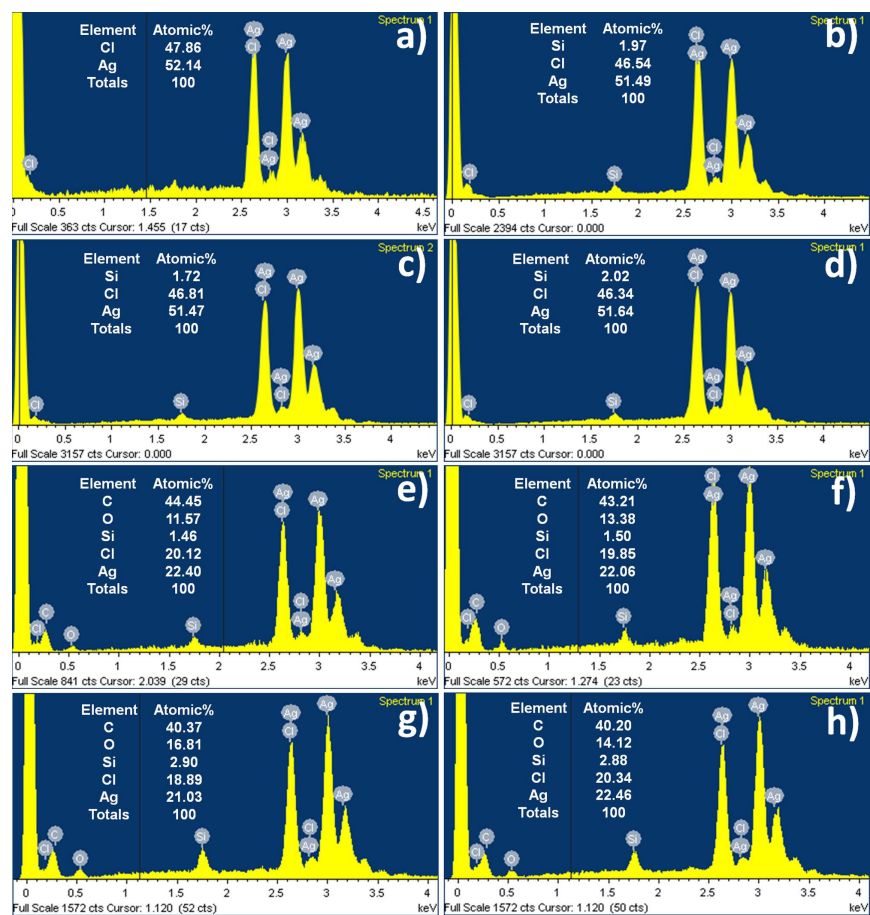 Spectrum 1
a)
Element Atomic%
Cl 47.86
Ag 52.14
Totals 100
Ag
Cl
Ag
Ag
Cl
Ag
Cl
0 0.5 1 1.5 2 2.5 3 3.5 4 4.5
Full Scale 363 cts Cursor: 1.455 (17 cts) keV
Spectrum 1
b)
Element Atomic%
Si 1.97
Cl 46.54
Ag 51.49
Totals 100
Cl
Ag
Ag
Ag
Cl
Ag
Cl
Si
0 0.5 1 1.5 2 2.5 3 3.5 4
Full Scale 2394 cts Cursor: 0.000 keV
Spectrum 2
c)
Element Atomic%
Si 1.72
Cl 46.81
Ag 51.47
Totals 100
Ag
Cl
Ag
Ag
Ag
Cl
Cl
Si
0 0.5 1 1.5 2 2.5 3 3.5 4
Full Scale 3157 cts Cursor: 0.000 keV
Spectrum 1
d)
Element Atomic%
Si 2.02
Cl 46.34
Ag 51.64
Totals 100
Ag
Cl
Ag
Ag
Ag
Cl
Cl
Si
0 0.5 1 1.5 2 2.5 3 3.5 4
Full Scale 3157 cts Cursor: 0.000 keV
Spectrum 1
e)
Element Atomic%
C 44.45
O 11.57
Si 1.46
Cl 20.12
Ag 22.40
Totals 100
Ag
Cl
Ag
Ag
Cl
Ag
C
Cl
O
Si
0 0.5 1 1.5 2 2.5 3 3.5 4
Full Scale 841 cts Cursor: 2.039 (29 cts) keV
Spectrum 1
f)
Element Atomic%
C 43.21
O 13.38
Si 1.50
Cl 19.85
Ag 22.06
Totals 100
Cl
Ag
Ag
Ag
Ag
Cl
C
Cl
O
Si
0 0.5 1 1.5 2 2.5 3 3.5 4
Full Scale 572 cts Cursor: 1.274 (23 cts) keV
Spectrum 1
g)
Element Atomic%
C 40.37
O 16.81
Si 2.90
Cl 18.89
Ag 21.03
Totals 100
Ag
Cl
Ag
Ag
Cl
Ag
C
Cl
O
Si
0 0.5 1 1.5 2 2.5 3 3.5 4
Full Scale 1572 cts Cursor: 1.120 (52 cts) keV
Spectrum 1
h)
Element Atomic%
C 40.20
O 14.12
Si 2.88
Cl 20.34
Ag 22.46
Totals 100
Ag
Cl
Ag
Ag
Cl
Ag
C
Cl
O
Si
0 0.5 1 1.5 2 2.5 3 3.5 4
Full Scale 1572 cts Cursor: 1.120 (50 cts) keV